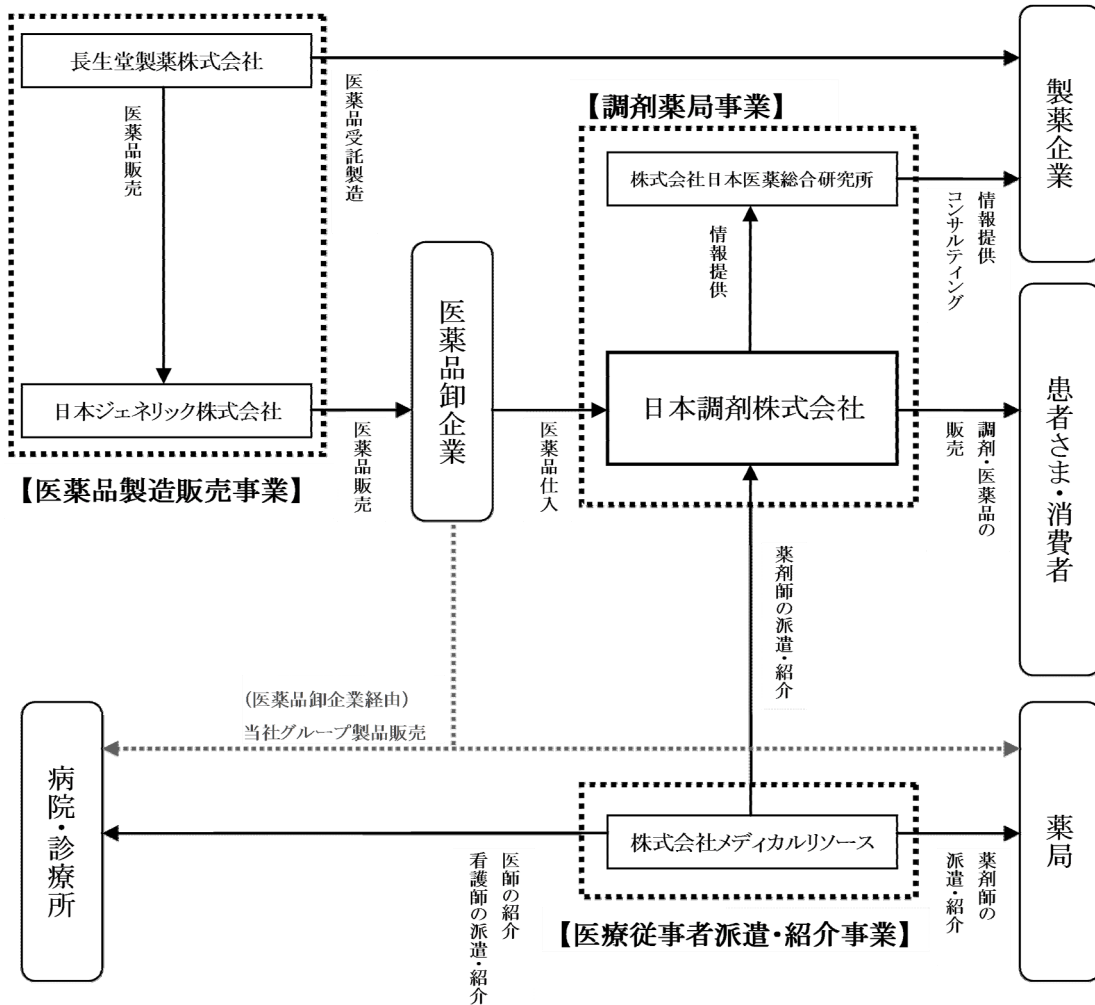 長生堂製薬株式会社
医薬品販売
医薬品受託製造
製薬企業
【調剤薬局事業】
株式会社日本医薬総合研究所
情報提供
コンサルティング
情報提供
医薬品卸企業
日本ジェネリック株式会社
医薬品販売
医薬品仕入
日本調剤株式会社
調剤・医薬品の
販売
患者さま・消費者
【医薬品製造販売事業】
薬剤師の派遣・紹介
(医薬品卸企業経由)
当社グループ製品販売
病院・診療所
株式会社メディカルリソース
医師の紹介
看護師の派遣・紹介
薬剤師の
派遣・紹介
薬局
【医療従事者派遣・紹介事業】